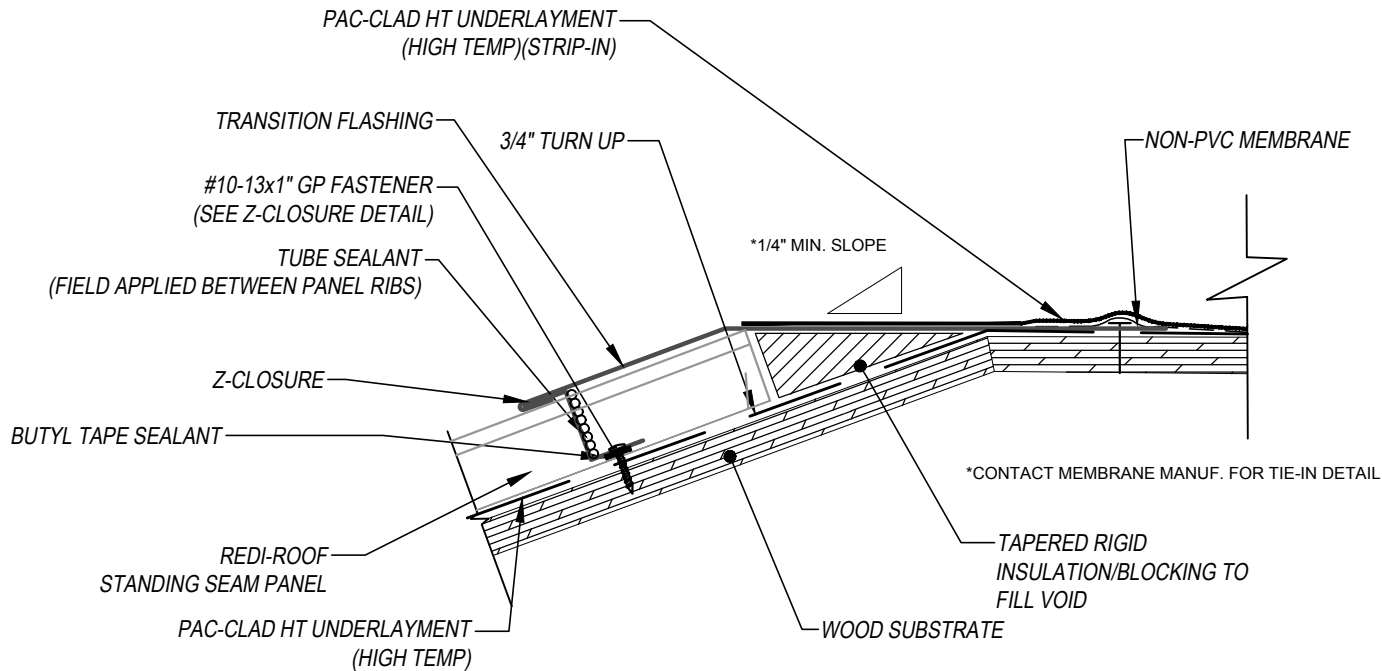 PAC-CLAD HT UNDERLAYMENT
(HIGH TEMP)(STRIP-IN)
TRANSITION FLASHING
3/4" TURN UP
NON-PVC MEMBRANE
#10-13x1" GP FASTENER
(SEE Z-CLOSURE DETAIL)
*1/4" MIN. SLOPE
TUBE SEALANT
(FIELD APPLIED BETWEEN PANEL RIBS)
Z-CLOSURE
BUTYL TAPE SEALANT
*CONTACT MEMBRANE MANUF. FOR TIE-IN DETAIL
REDI-ROOF
STANDING SEAM PANEL
TAPERED RIGID
INSULATION/BLOCKING TO
FILL VOID
PAC-CLAD HT UNDERLAYMENT
(HIGH TEMP)
WOOD SUBSTRATE